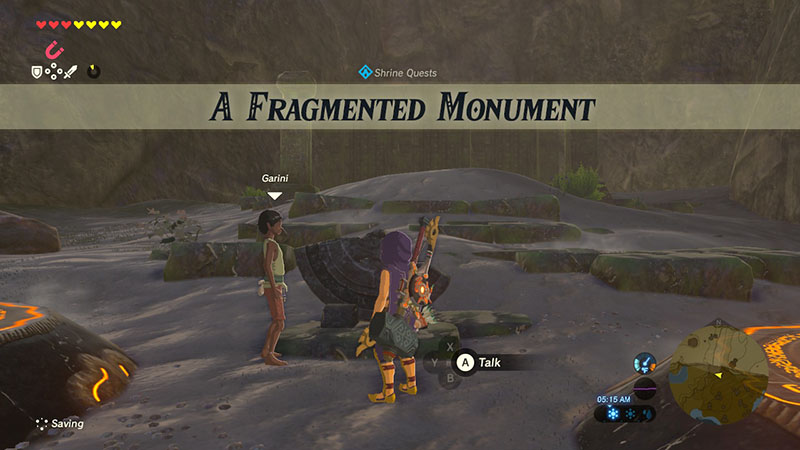 Shrine Quests
A Fragmented Monument
Garini
X
Y
A Talk
B
05:15 AM
Saving